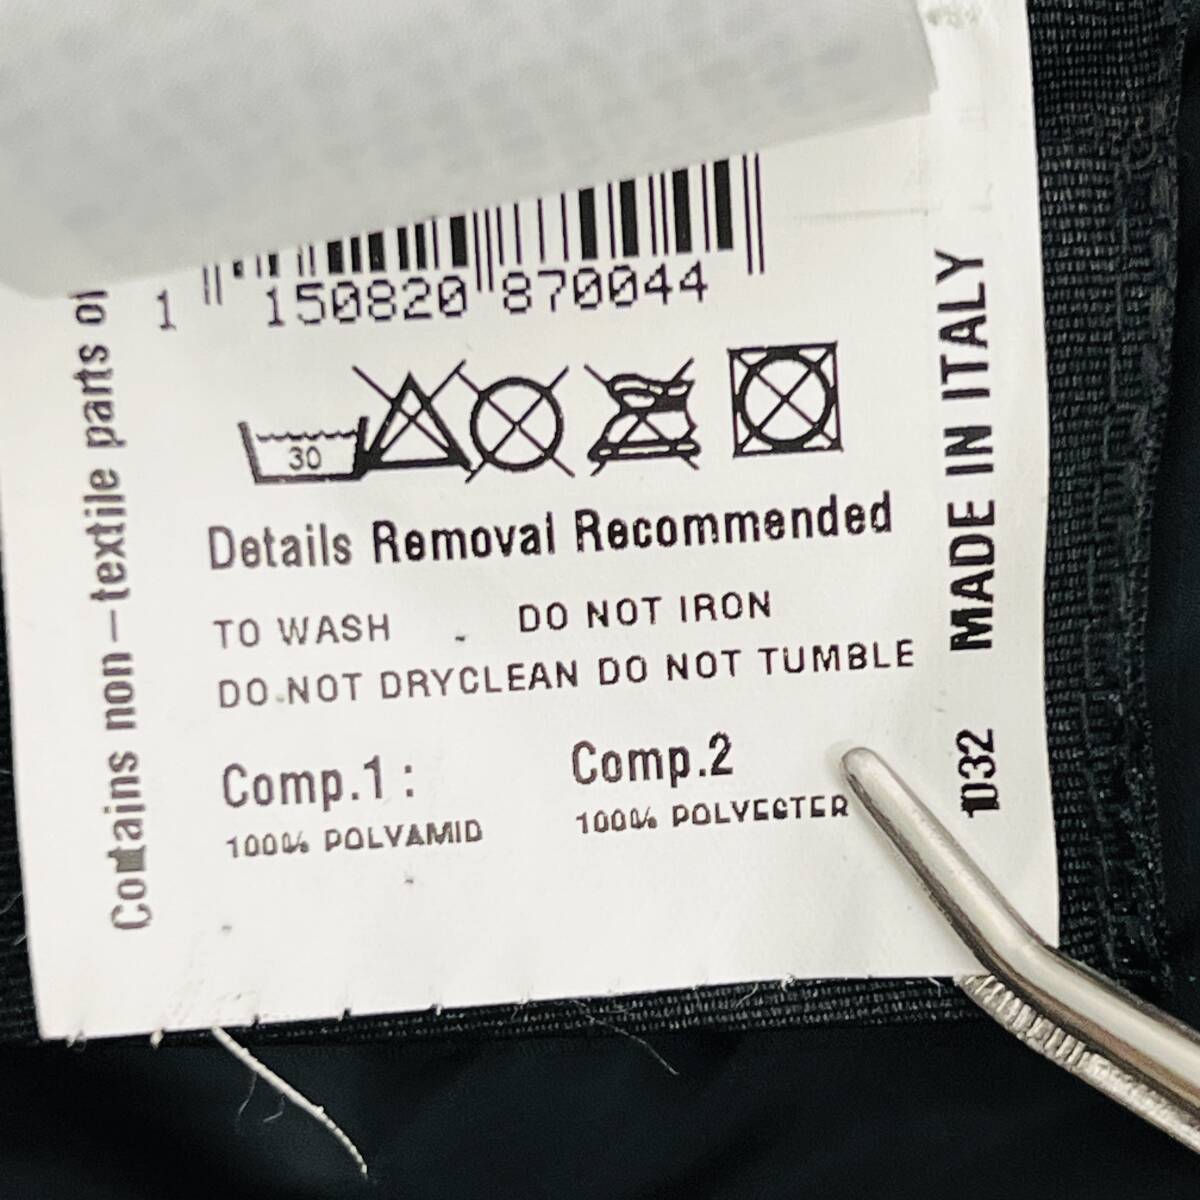 1 150820 870044
30
Details Removal Recommended
TO WASH - DO NOT IRON
DO NOT DRYCLEAN DO NOT TUMBLE
Comp.1 : Comp.2
100% POLYAMID 100% POLYESTER
Contains non-textile parts of
1D32 MADE IN ITALY